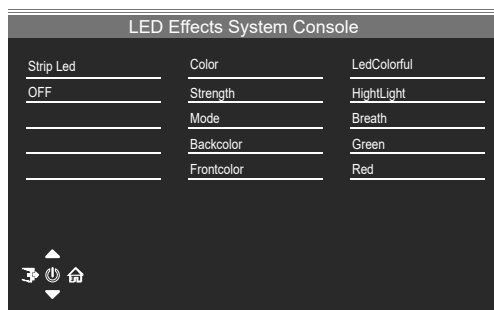 LED Effects System Console
Strip Led Color LedColorful
OFF Strength HightLight
Mode Breath
Backcolor Green
Frontcolor Red